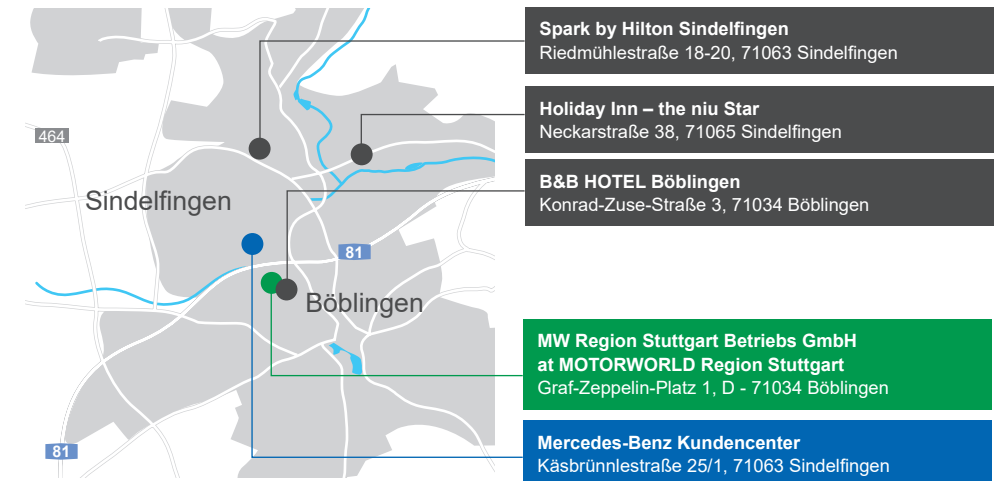 Spark by Hilton Sindelfingen
Riedmühlestraße 18-20, 71063 Sindelfingen
Holiday Inn – the niu Star
Neckarstraße 38, 71065 Sindelfingen
464
B&B HOTEL Böblingen
Konrad-Zuse-Straße 3, 71034 Böblingen
Sindelfingen
81
Böblingen
MW Region Stuttgart Betriebs GmbH
at MOTORWORLD Region Stuttgart
Graf-Zeppelin-Platz 1, D - 71034 Böblingen
81
Mercedes-Benz Kundencenter
Käsbrünnlestraße 25/1, 71063 Sindelfingen